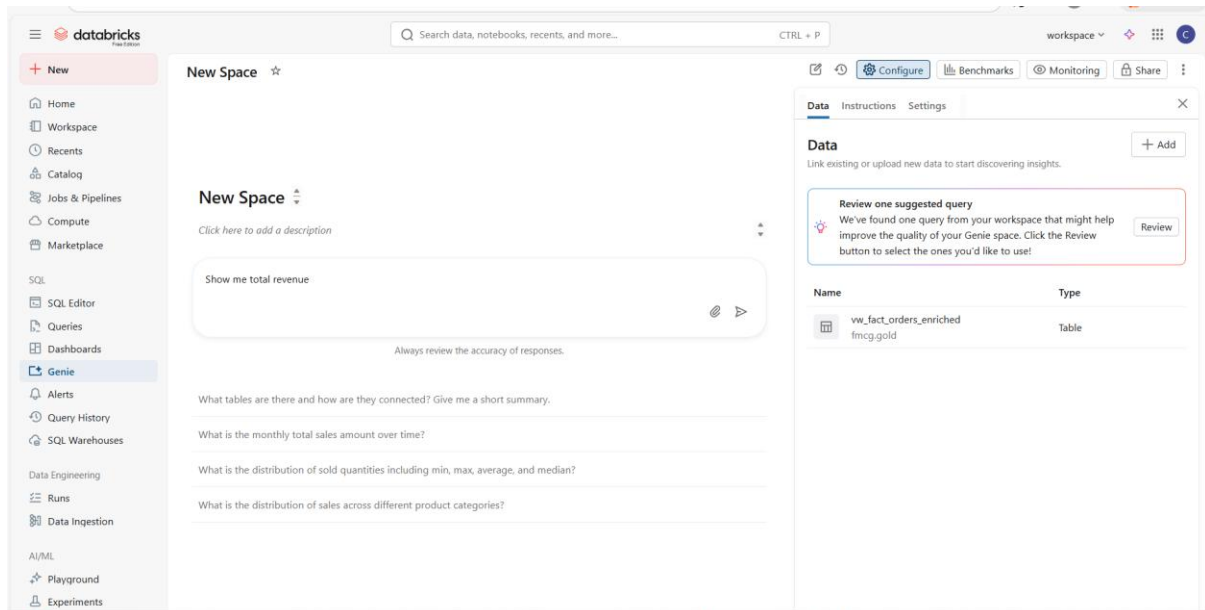 databricks
Free Edition
Search data, notebooks, recents, and more...
CTRL + P
workspace
C
New
Home
Workspace
Recents
Catalog
Jobs & Pipelines
Compute
Marketplace
SQL
SQL Editor
Queries
Dashboards
Genie
Alerts
Query History
SQL Warehouses
Data Engineering
Runs
Data Ingestion
AI/ML
Playground
Experiments
New Space
Configure
Benchmarks
Monitoring
Share
New Space
Click here to add a description
Show me total revenue
Always review the accuracy of responses.
What tables are there and how are they connected? Give me a short summary.
What is the monthly total sales amount over time?
What is the distribution of sold quantities including min, max, average, and median?
What is the distribution of sales across different product categories?
Data Instructions Settings
Data
Add
Link existing or upload new data to start discovering insights.
Review one suggested query
We've found one query from your workspace that might help
improve the quality of your Genie space. Click the Review
button to select the ones you'd like to use!
Review
Name Type
vw_fact_orders_enriched Table
fmcg.gold